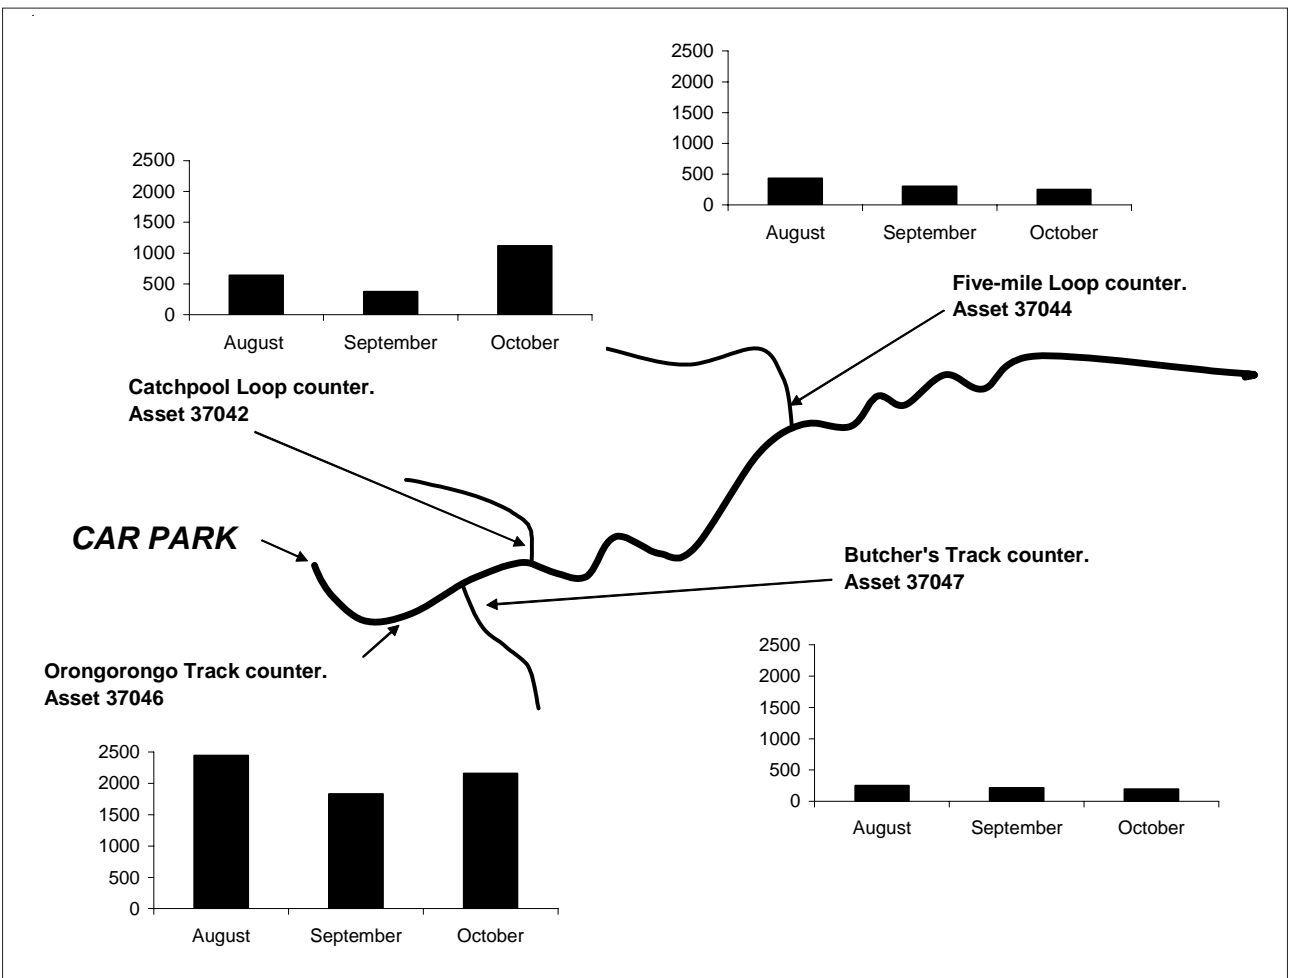 2500
2000
1500
1000
500
0
August September October
2500
2000
1500
1000
500
0
August September October
Five-mile Loop counter.
Asset 37044
Catchpool Loop counter.
Asset 37042
CAR PARK
Butcher's Track counter.
Asset 37047
Orongorongo Track counter.
Asset 37046
2500
2000
1500
1000
500
0
August September October
2500
2000
1500
1000
500
0
August September October